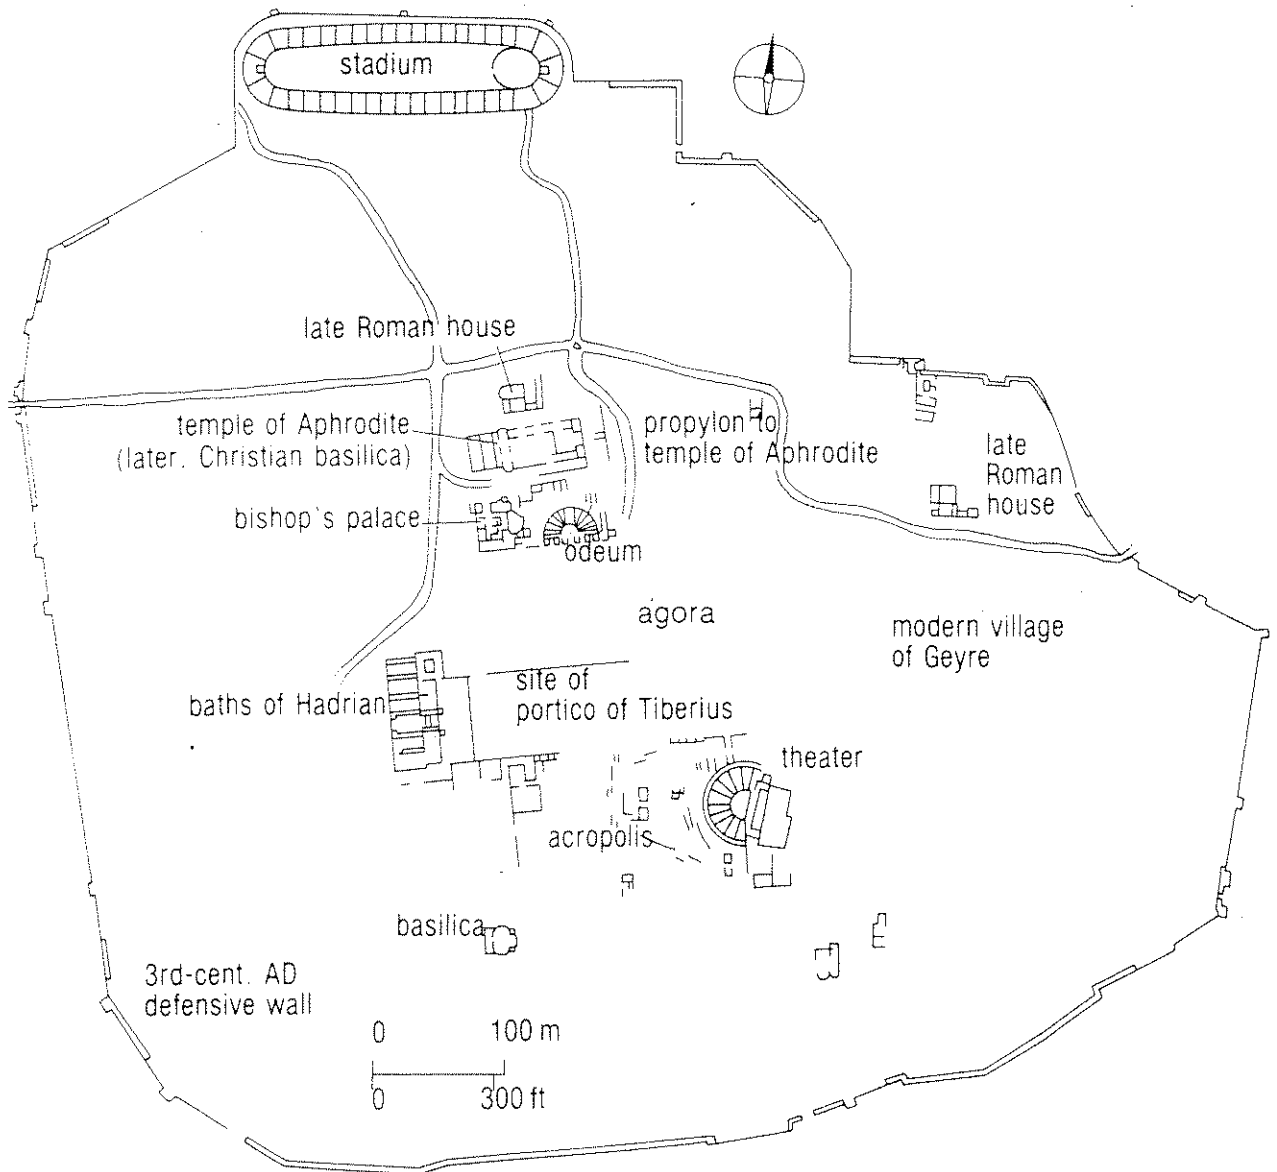 stadium
late Roman house
temple of Aphrodite
(later. Christian basilica)
propylon to
temple of Aphrodite
late
Roman
house
bishop's palace
odeum
agora
modern village
of Geyre
baths of Hadrian
site of
portico of Tiberius
theater
acropolis
basilica
3rd-cent. AD
defensive wall
0 100 m
0 300 ft